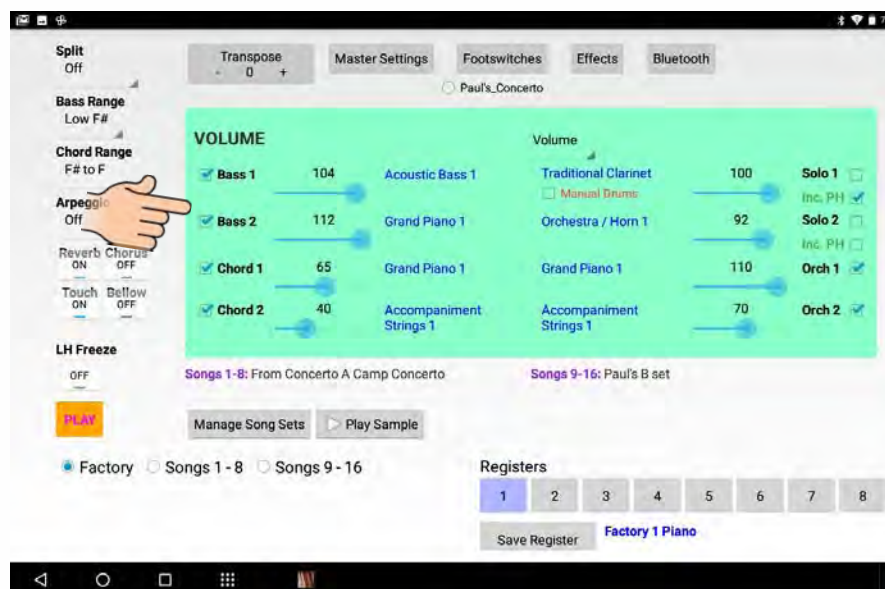 Split
Off
Bass Range
Low F#
Chord Range
F# to F
Arpeggio
Off
Reverb Chorus
ON OFF
Touch Bellow
ON OFF
LH Freeze
OFF
PLAY
Transpose
- 0 +
Master Settings
Footswitches
Effects
Bluetooth
Paul's_Concerto
VOLUME
Volume
Bass 1 104 Acoustic Bass 1
Traditional Clarinet 100 Solo 1
Manual Drums
Inc. PH
Bass 2 112 Grand Piano 1
Orchestra / Horn 1 92 Solo 2
Inc. PH
Chord 1 65 Grand Piano 1
Grand Piano 1 110 Orch 1
Chord 2 40 Accompaniment
Strings 1
Accompaniment 70 Orch 2
Strings 1
Songs 1-8: From Concerto A Camp Concerto
Songs 9-16: Paul's B set
Manage Song Sets
Play Sample
Factory
Songs 1 - 8
Songs 9 - 16
Registers
1 2 3 4 5 6 7 8
Save Register
Factory 1 Piano